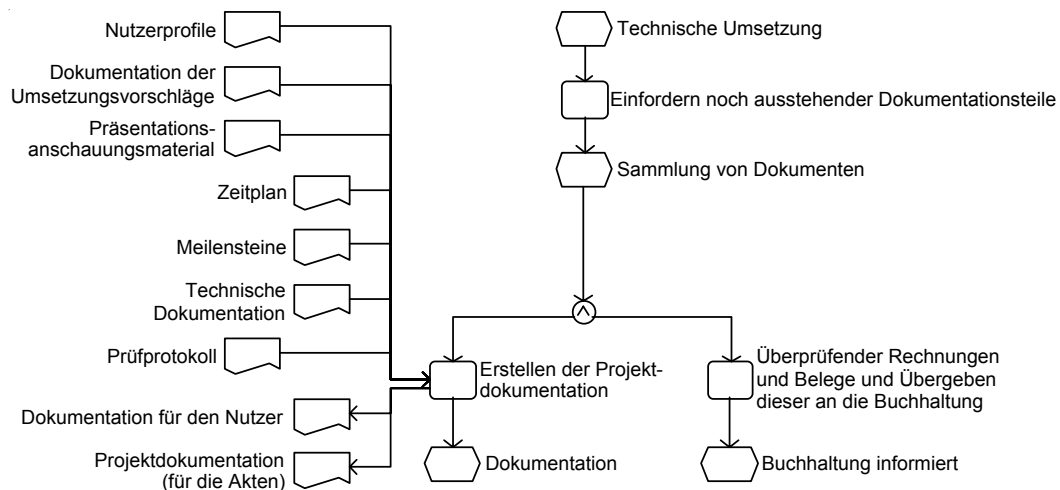 Nutzerprofile
Dokumentation der
Umsetzungsvorschläge
Präsentations-
anschauungsmaterial
Zeitplan
Meilensteine
Technische
Dokumentation
Prüfprotokoll
Dokumentation für den Nutzer
Projektdokumentation
(für die Akten)
Technische Umsetzung
Einfordern noch ausstehender Dokumentationsteile
Sammlung von Dokumenten
Erstellen der Projekt-
dokumentation
Dokumentation
Überprüfender Rechnungen
und Belege und Übergeben
dieser an die Buchhaltung
Buchhaltung informiert